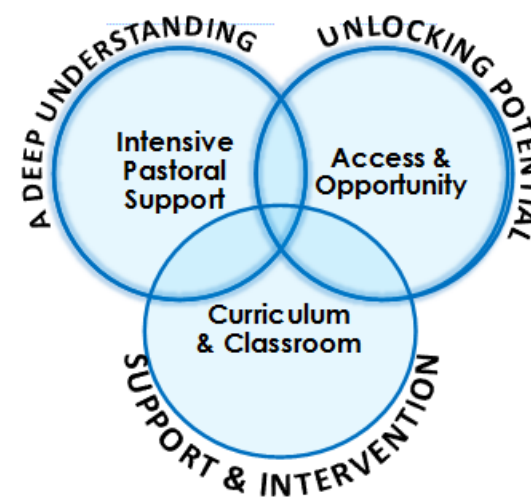 A DEEP UNDERSTANDING
UNLOCKING POTENTIAL
Intensive
Pastoral
Support
Access &
Opportunity
Curriculum
& Classroom
SUPPORT & INTERVENTION